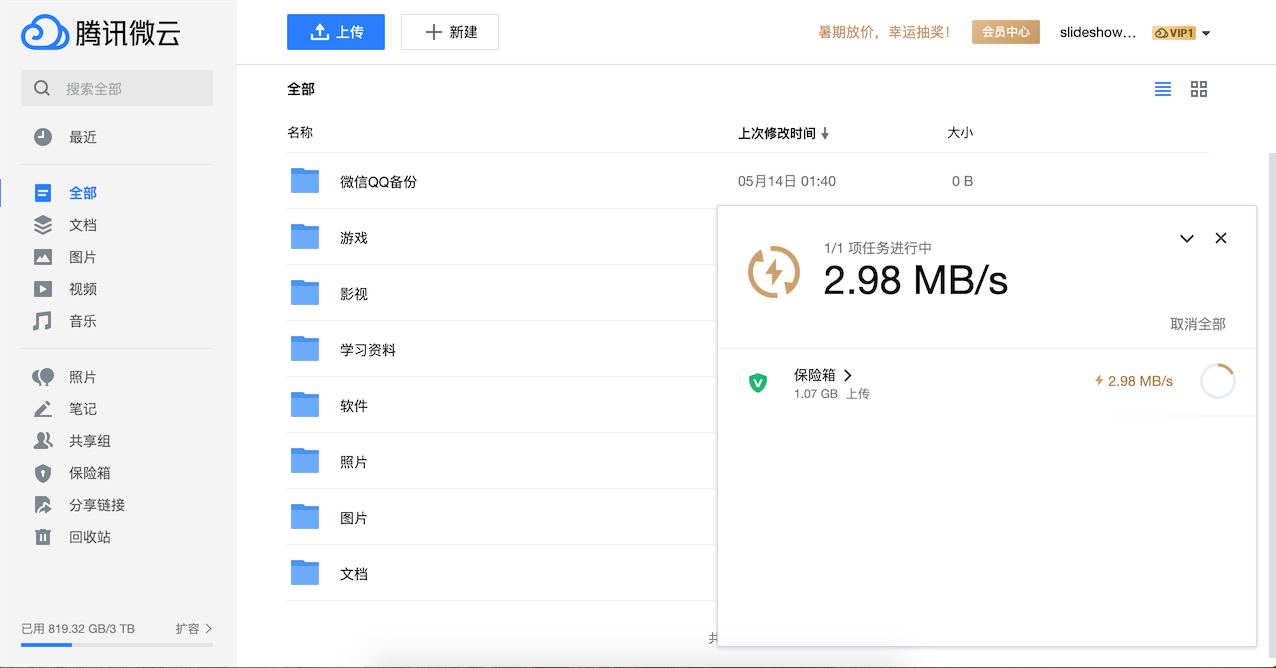 腾讯微云
搜索全部
最近
全部
文档
图片
视频
音乐
照片
笔记
共享组
保险箱
分享链接
回收站
已用 819.32 GB/3 TB 扩容
上传 新建
暑期放价，幸运抽奖！ 会员中心 slideshow... VIP1
全部
名称 上次修改时间 大小
微信QQ备份 05月14日 01:40 0 B
游戏
影视
学习资料
软件
照片
图片
文档
共
1/1 项任务进行中
2.98 MB/s
取消全部
保险箱 2.98 MB/s
1.07 GB 上传